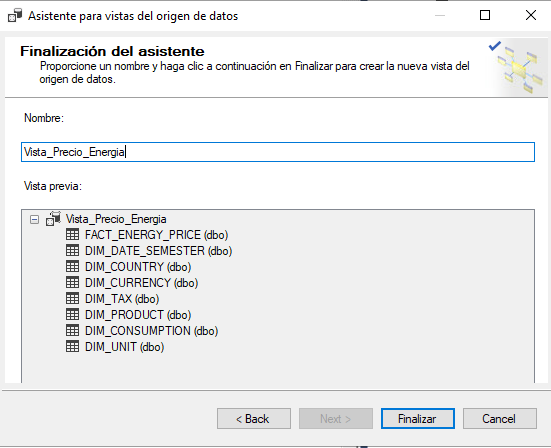 Asistente para vistas del origen de datos
Finalización del asistente
Proporcione un nombre y haga clic a continuación en Finalizar para crear la nueva vista del
origen de datos.
Nombre:
Vista_Precio_Energia
Vista previa:
Vista_Precio_Energia
FACT_ENERGY_PRICE (dbo)
DIM_DATE_SEMESTER (dbo)
DIM_COUNTRY (dbo)
DIM_CURRENCY (dbo)
DIM_TAX (dbo)
DIM_PRODUCT (dbo)
DIM_CONSUMPTION (dbo)
DIM_UNIT (dbo)
< Back
Next >
Finalizar
Cancel